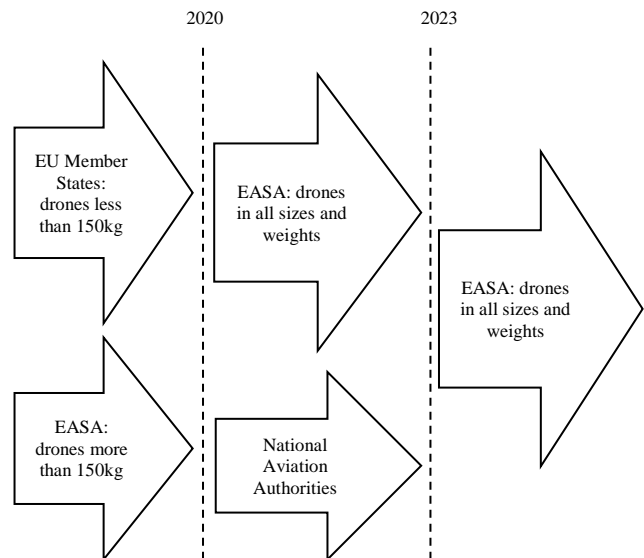 2020
2023
EU Member
States:
drones less
than 150kg
EASA: drones
in all sizes and
weights
EASA: drones
in all sizes and
weights
EASA:
drones more
than 150kg
National
Aviation
Authorities